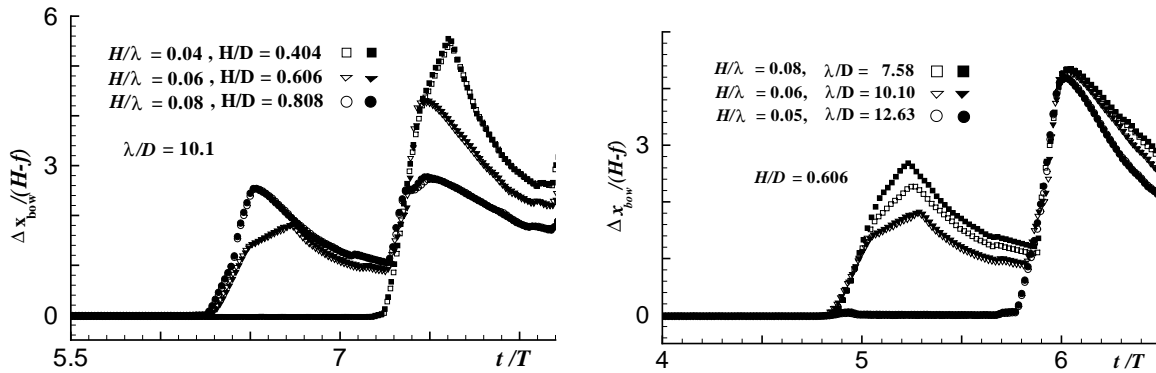 6
H/λ = 0.04 , H/D = 0.404
H/λ = 0.06 , H/D = 0.606
H/λ = 0.08 , H/D = 0.808
λ/D = 10.1
3
0
Δ x_bow/(H-f)
5.5
7
t/T
H/λ = 0.08, λ/D = 7.58
H/λ = 0.06, λ/D = 10.10
H/λ = 0.05, λ/D = 12.63
H/D = 0.606
3
0
Δ x_bow/(H-f)
4
5
6
t/T